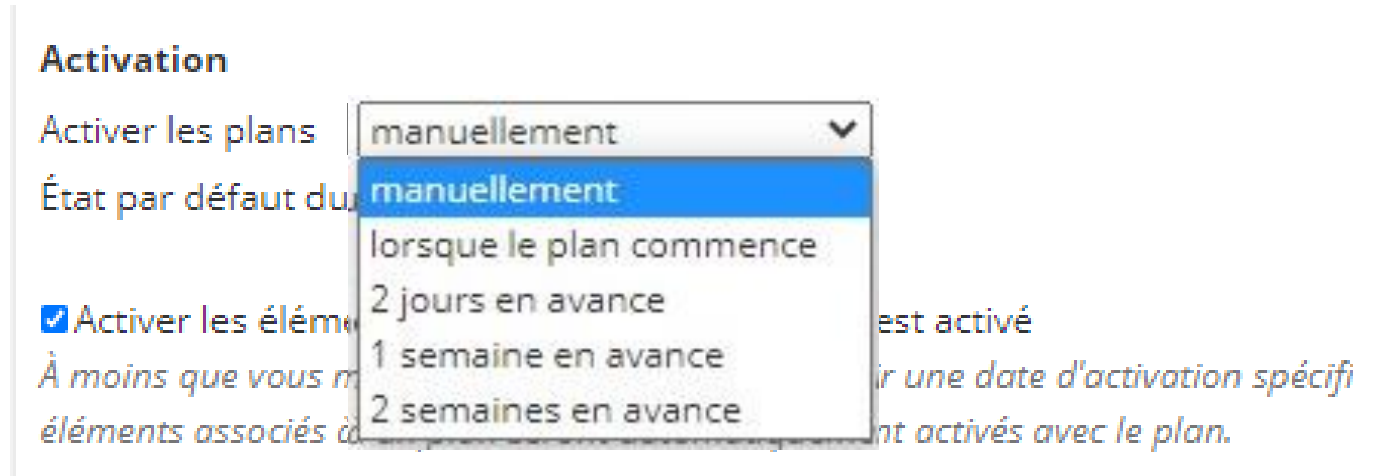 Activation
Activer les plans manuellement
manuellement
État par défaut du
lorsque le plan commence
2 jours en avance
Activer les éléme est activé
1 semaine en avance
À moins que vous m ir une date d'activation spécifi
2 semaines en avance
éléments associés à nt activés avec le plan.